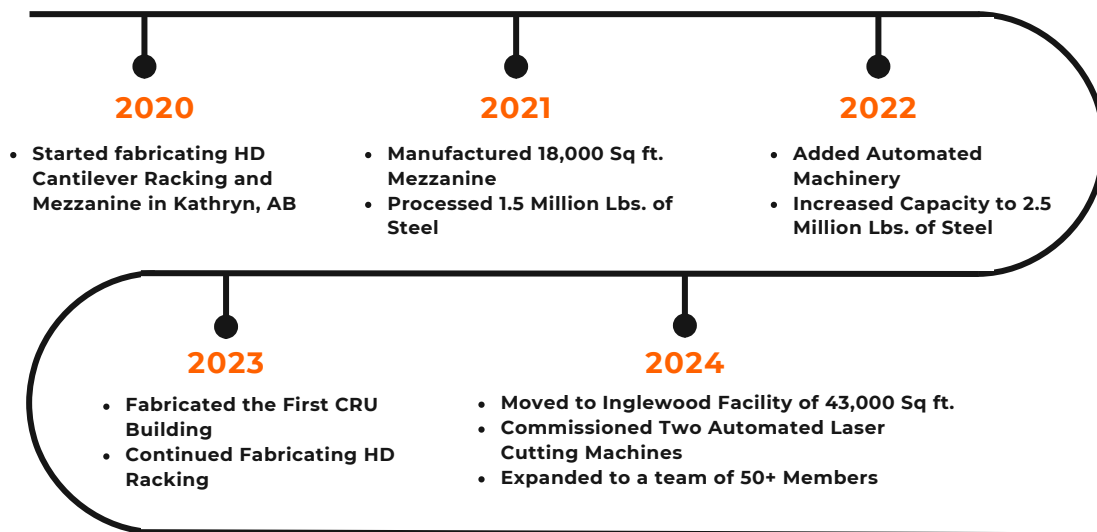 2020
• Started fabricating HD
Cantilever Racking and
Mezzanine in Kathryn, AB
2021
• Manufactured 18,000 Sq ft.
Mezzanine
• Processed 1.5 Million Lbs. of
Steel
2022
• Added Automated
Machinery
• Increased Capacity to 2.5
Million Lbs. of Steel
2023
• Fabricated the First CRU
Building
• Continued Fabricating HD
Racking
2024
• Moved to Inglewood Facility of 43,000 Sq ft.
• Commissioned Two Automated Laser
Cutting Machines
• Expanded to a team of 50+ Members